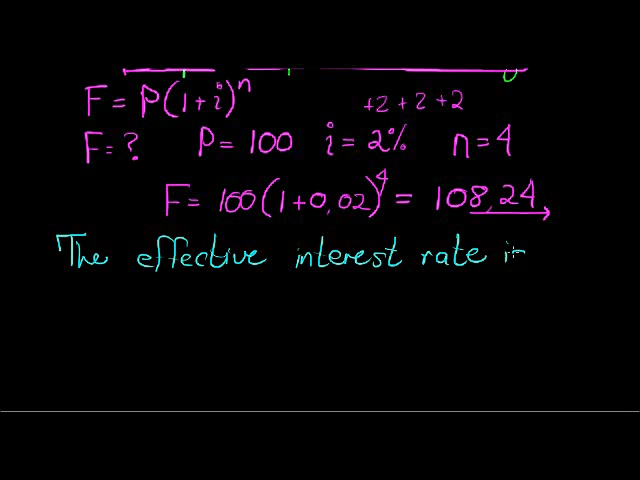 F = P(1+i)^n
+2 + 2 + 2
F = ? P = 100 i = 2% n = 4
F = 100(1+0,02)^4 = 108,24
The effective interest rate